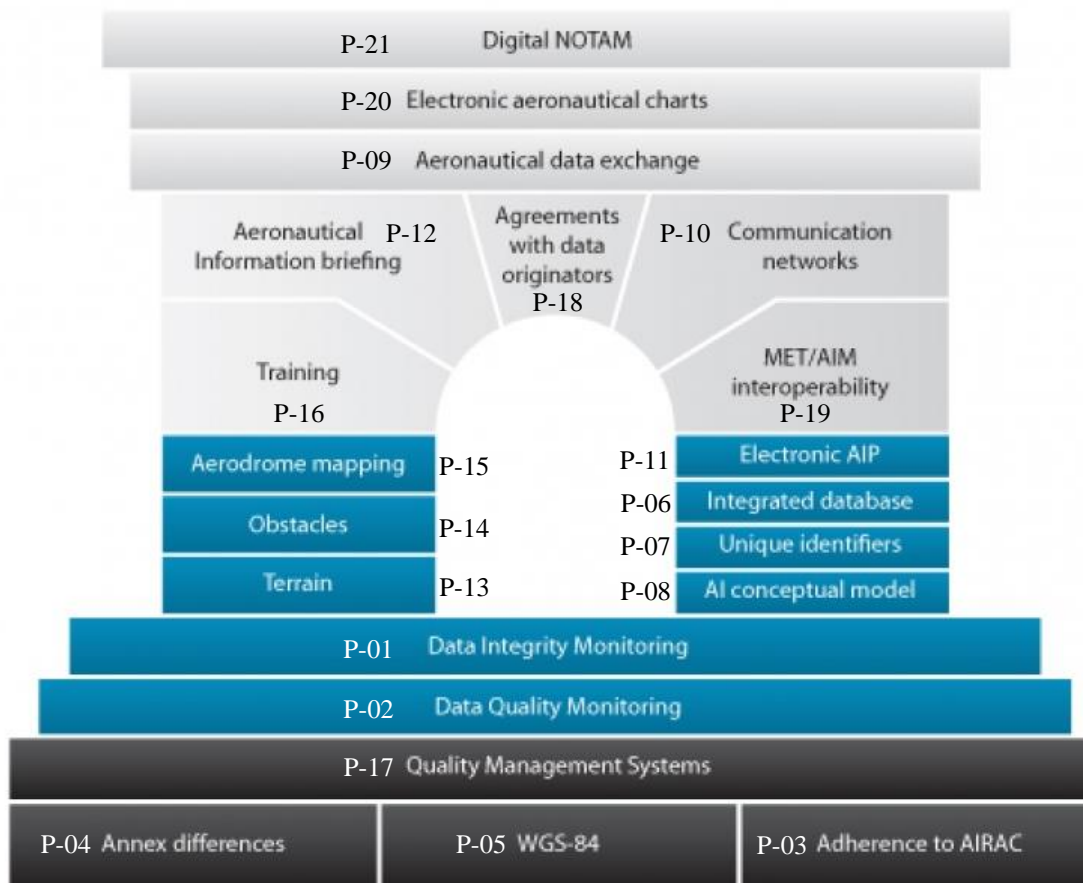 P-21 Digital NOTAM
P-20 Electronic aeronautical charts
P-09 Aeronautical data exchange
Aeronautical P-12
Information briefing
Agreements
with data
originators
P-18
P-10 Communication
networks
Training
P-16
MET/AIM
interoperability
P-19
Aerodrome mapping P-15
Obstacles P-14
Terrain P-13
P-11 Electronic AIP
P-06 Integrated database
P-07 Unique identifiers
P-08 AI conceptual model
P-01 Data Integrity Monitoring
P-02 Data Quality Monitoring
P-17 Quality Management Systems
P-04 Annex differences
P-05 WGS-84
P-03 Adherence to AIRAC